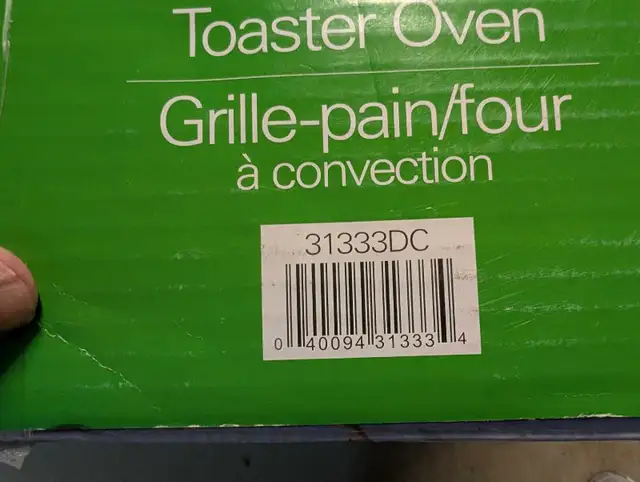 Toaster Oven
Grille-pain/four
à convection
31333DC
0 40094 31333 4